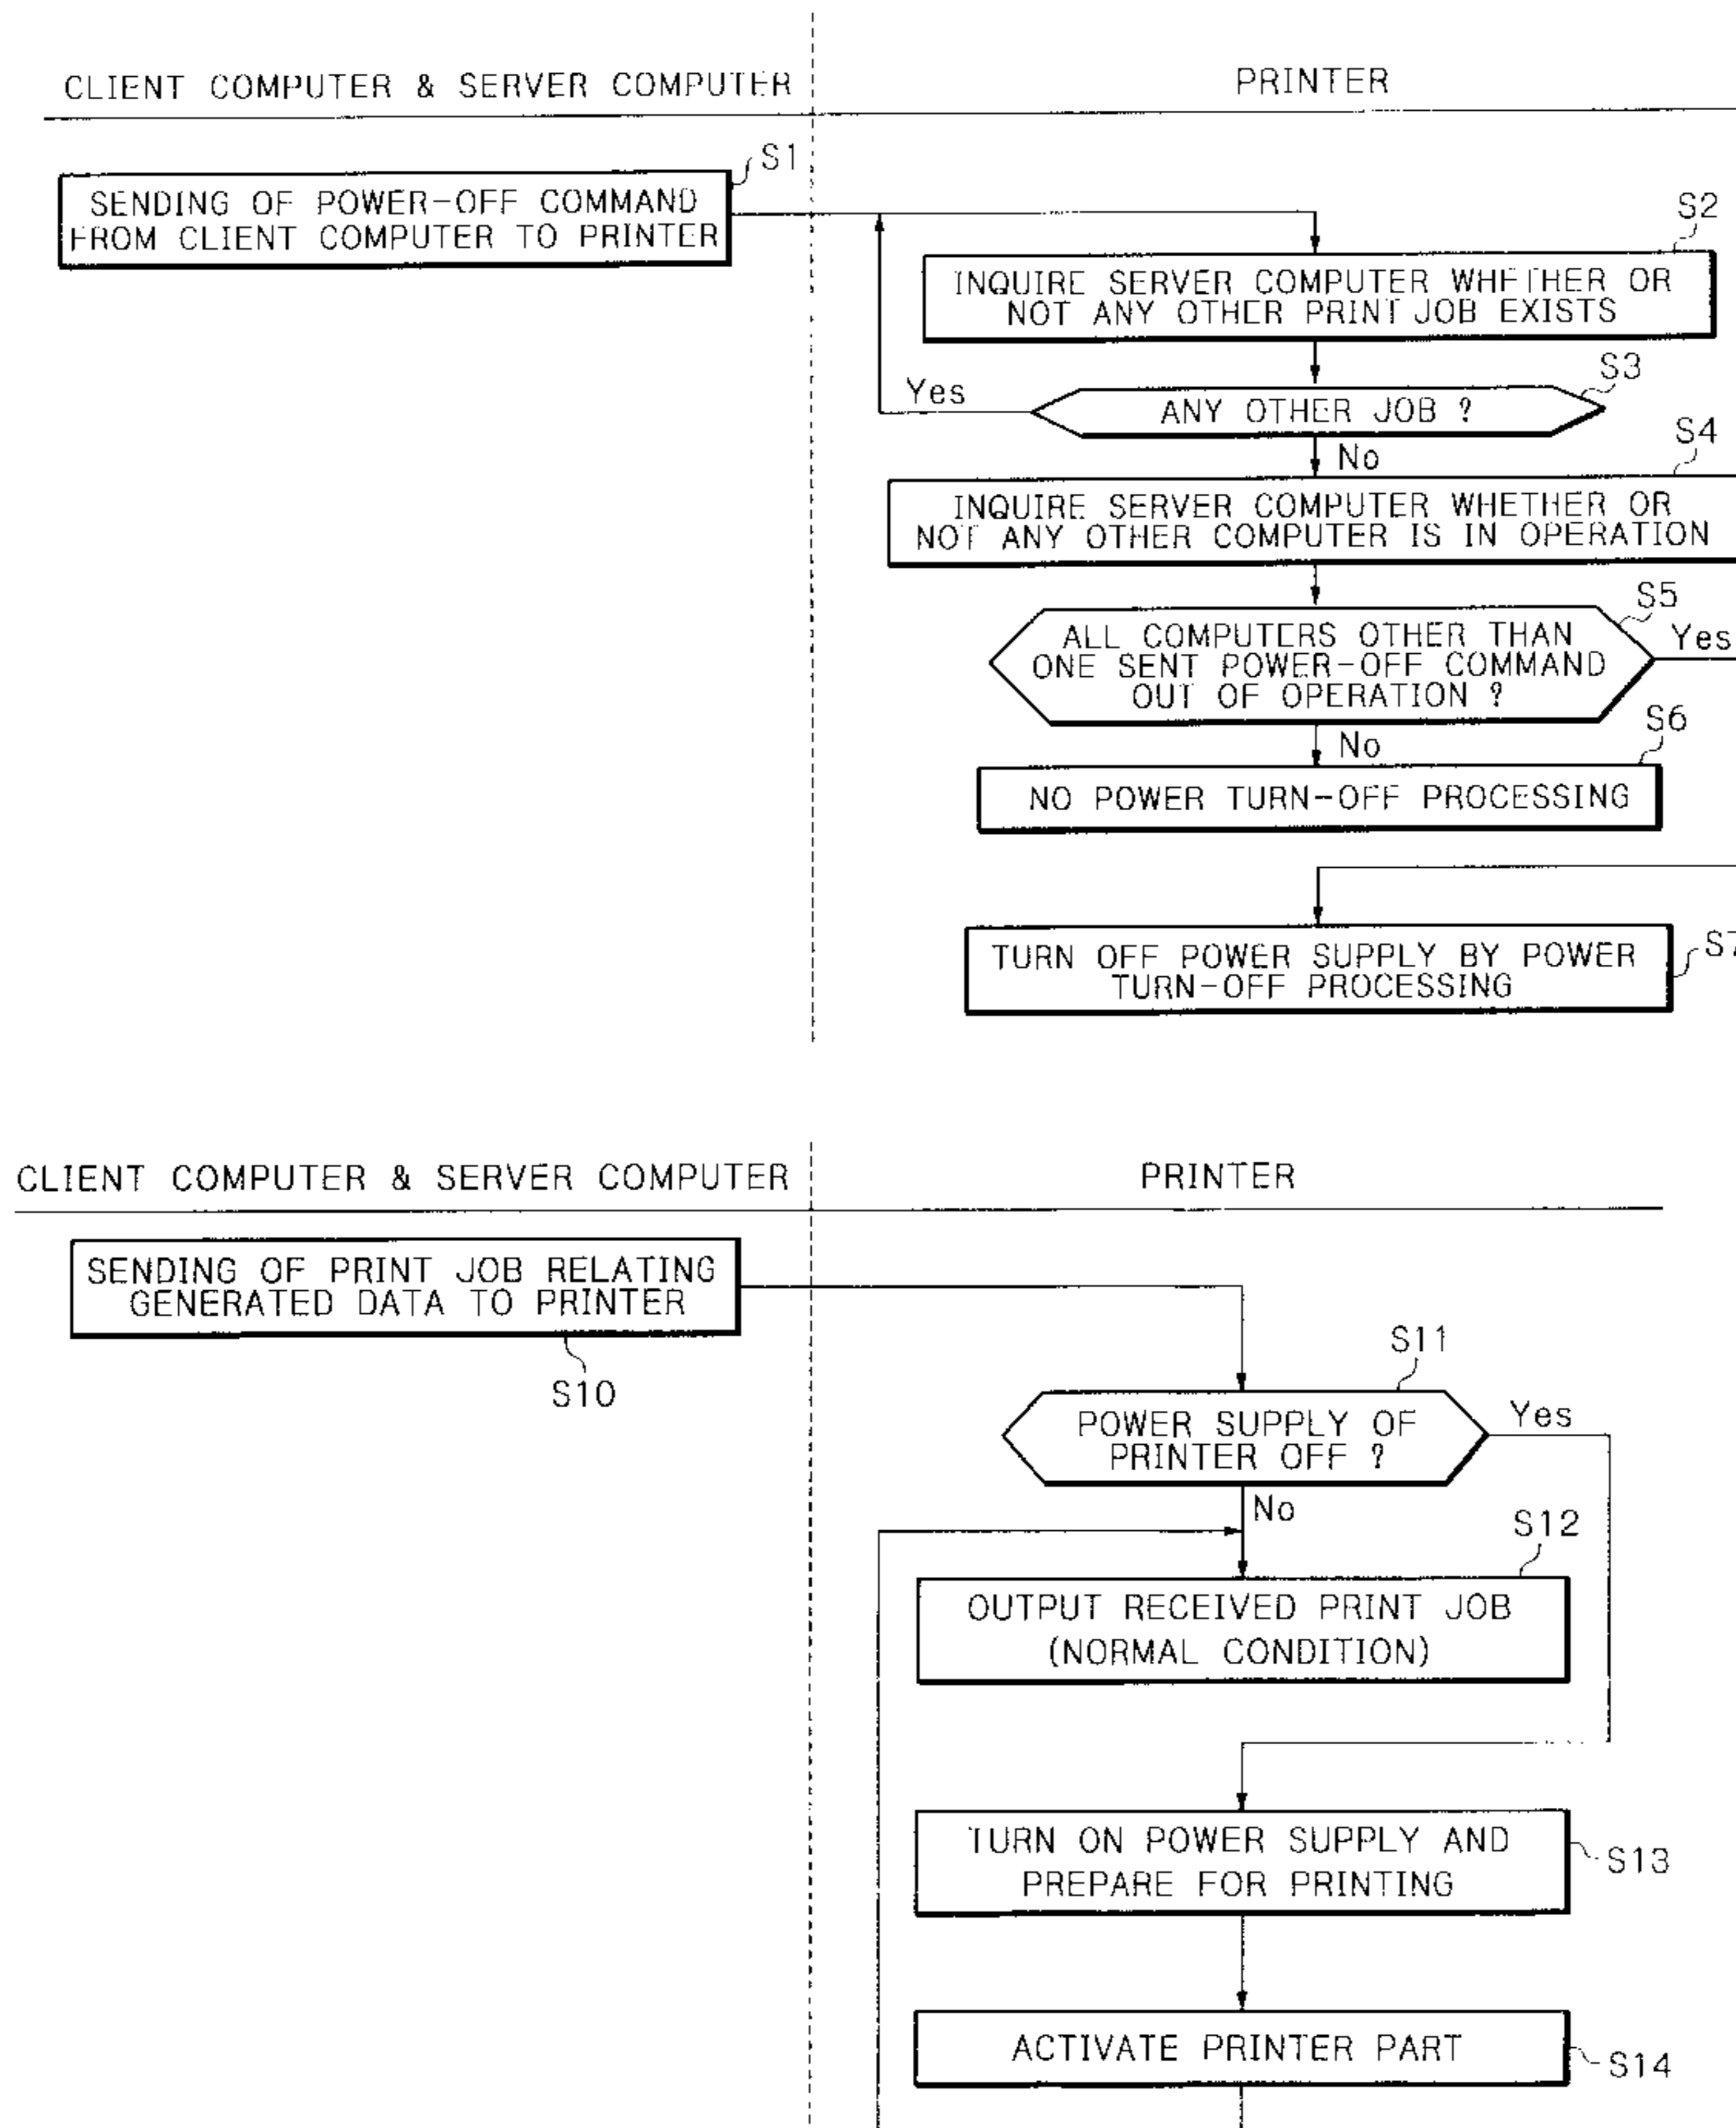 CLIENT COMPUTER & SERVER COMPUTER
PRINTER
S1
SENDING OF POWER-OFF COMMAND
FROM CLIENT COMPUTER TO PRINTER
S2
INQUIRE SERVER COMPUTER WHETHER OR
NOT ANY OTHER PRINT JOB EXISTS
S3
Yes
ANY OTHER JOB ?
No
S4
INQUIRE SERVER COMPUTER WHETHER OR
NOT ANY OTHER COMPUTER IS IN OPERATION
S5
ALL COMPUTERS OTHER THAN
ONE SENT POWER-OFF COMMAND
OUT OF OPERATION ?
Yes
No
S6
NO POWER TURN-OFF PROCESSING
TURN OFF POWER SUPPLY BY POWER
TURN-OFF PROCESSING
S7
CLIENT COMPUTER & SERVER COMPUTER
PRINTER
SENDING OF PRINT JOB RELATING
GENERATED DATA TO PRINTER
S10
S11
POWER SUPPLY OF
PRINTER OFF ?
Yes
No
S12
OUTPUT RECEIVED PRINT JOB
(NORMAL CONDITION)
TURN ON POWER SUPPLY AND
PREPARE FOR PRINTING
S13
ACTIVATE PRINTER PART
S14